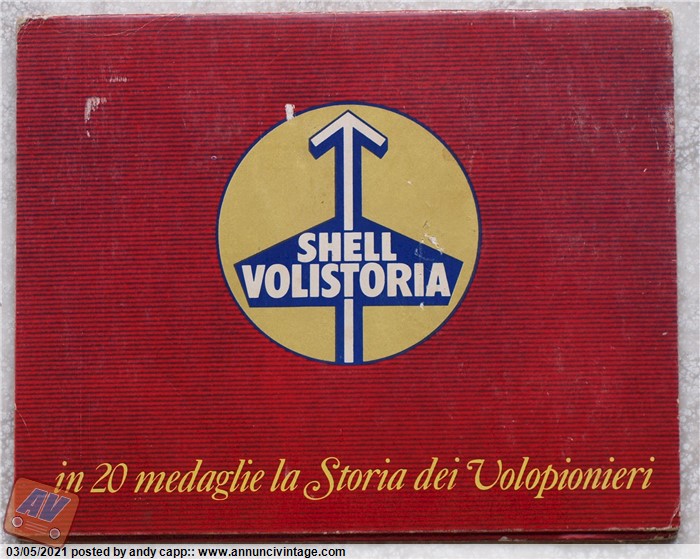 SHELL
VOLISTORIA
in 20 medaglie la Storia dei Volopionieri
AV
03/05/2021 posted by andy capp:: www.annuncivintage.com